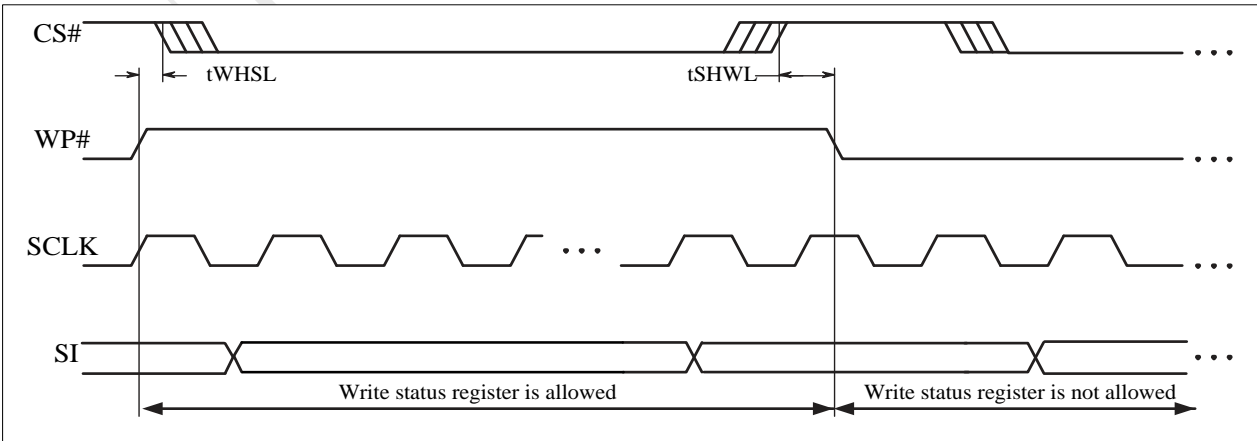 CS#
tWHSL
tSHWL
WP#
SCLK
SI
Write status register is allowed
Write status register is not allowed